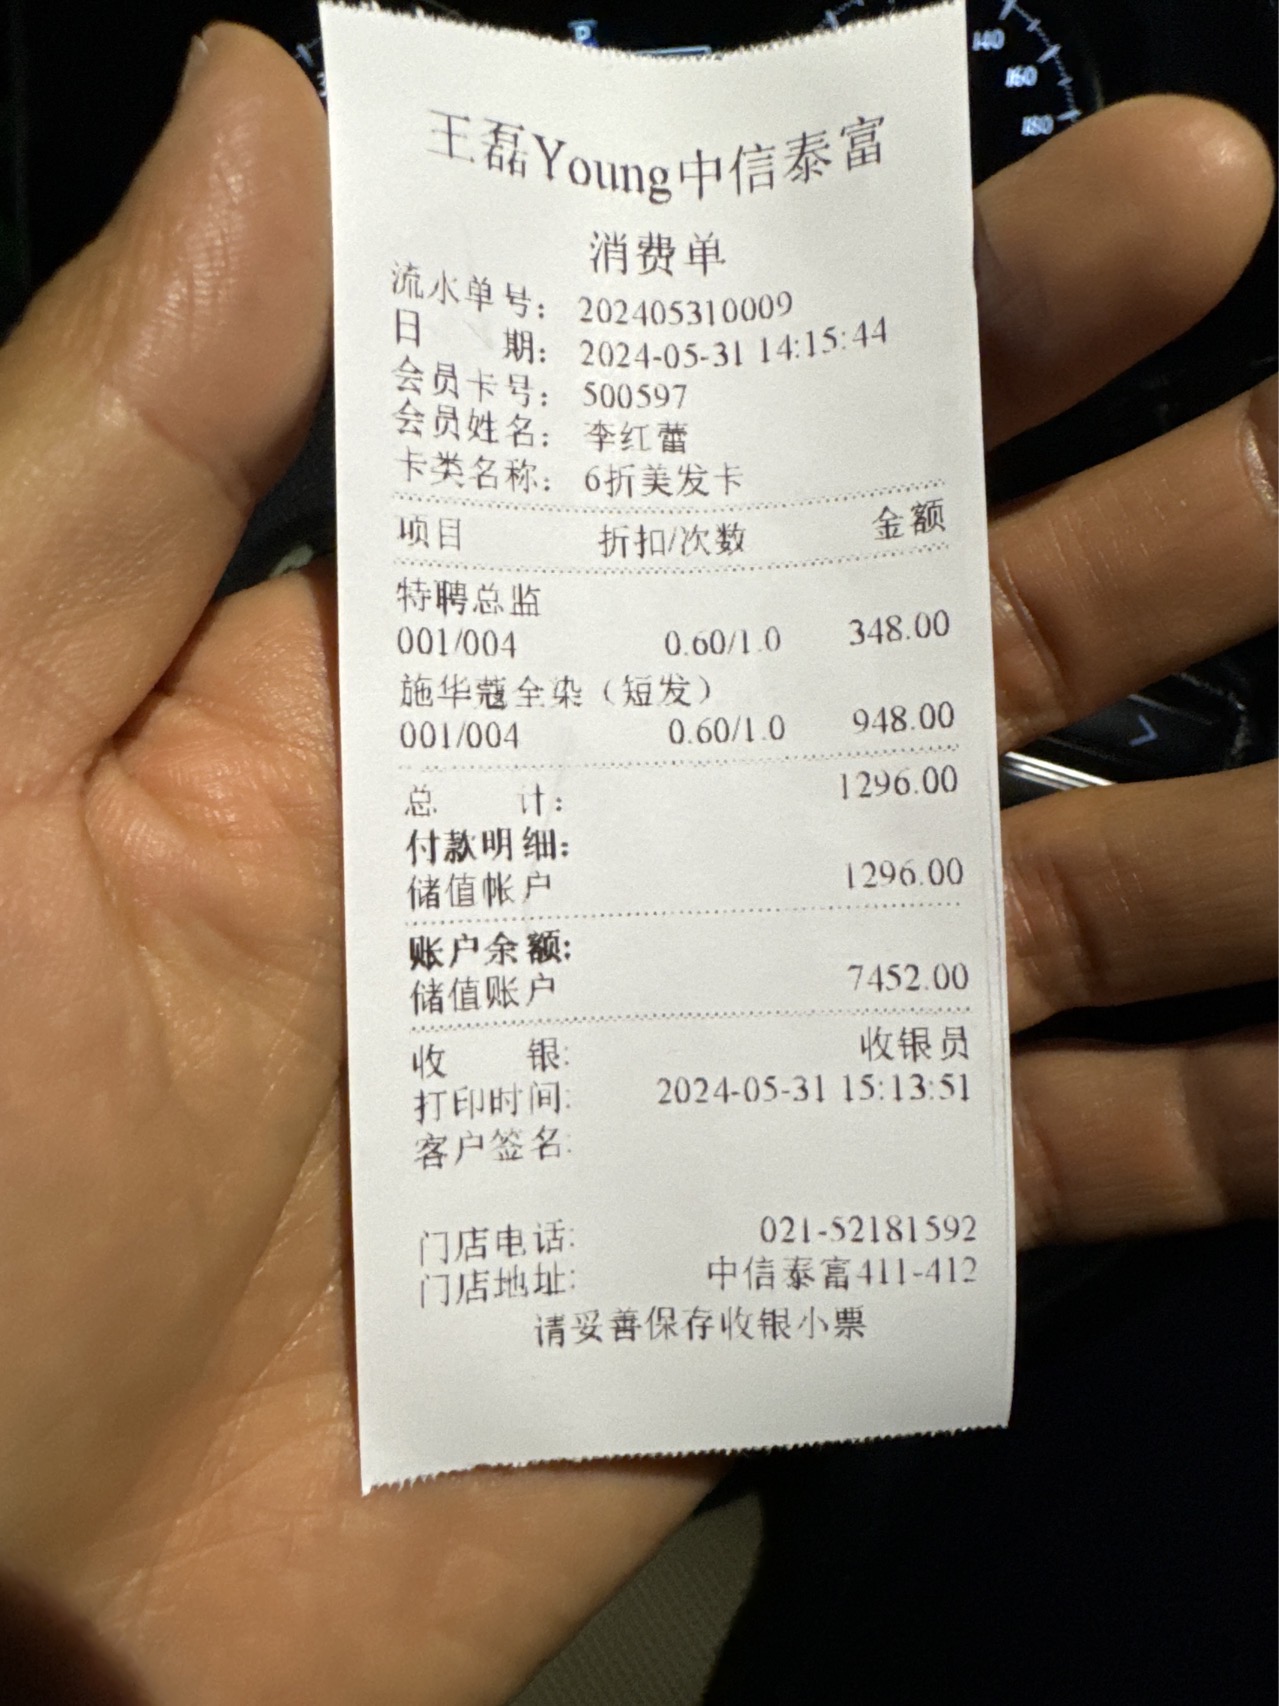 P
140
160
180
王磊Young中信泰富
消费单
流水单号： 202405310009
日 期： 2024-05-31 14:15:44
会员卡号： 500597
会员姓名： 李红蕾
卡类名称： 6折美发卡
项目 折扣/次数 金额
特聘总监
001/004 0.60/1.0 348.00
施华蔻全染（短发）
001/004 0.60/1.0 948.00
总 计： 1296.00
付款明细：
储值帐户 1296.00
账户余额：
储值账户 7452.00
收 银: 收银员
打印时间: 2024-05-31 15:13:51
客户签名:
门店电话: 021-52181592
门店地址: 中信泰富411-412
请妥善保存收银小票